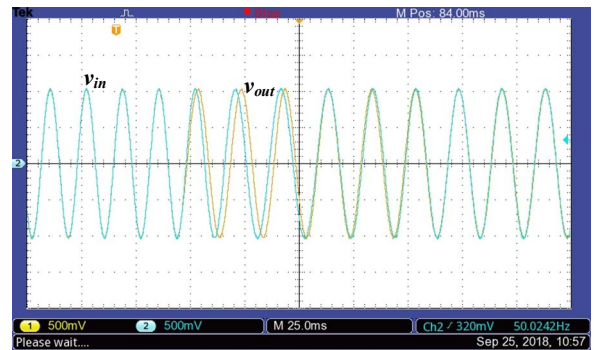 Tek Stop M Pos: 84.00ms
T
v_in v_out
2
1 500mV 2 500mV M 25.0ms Ch2 / 320mV 50.0242Hz
Please wait.... Sep 25, 2018, 10:57